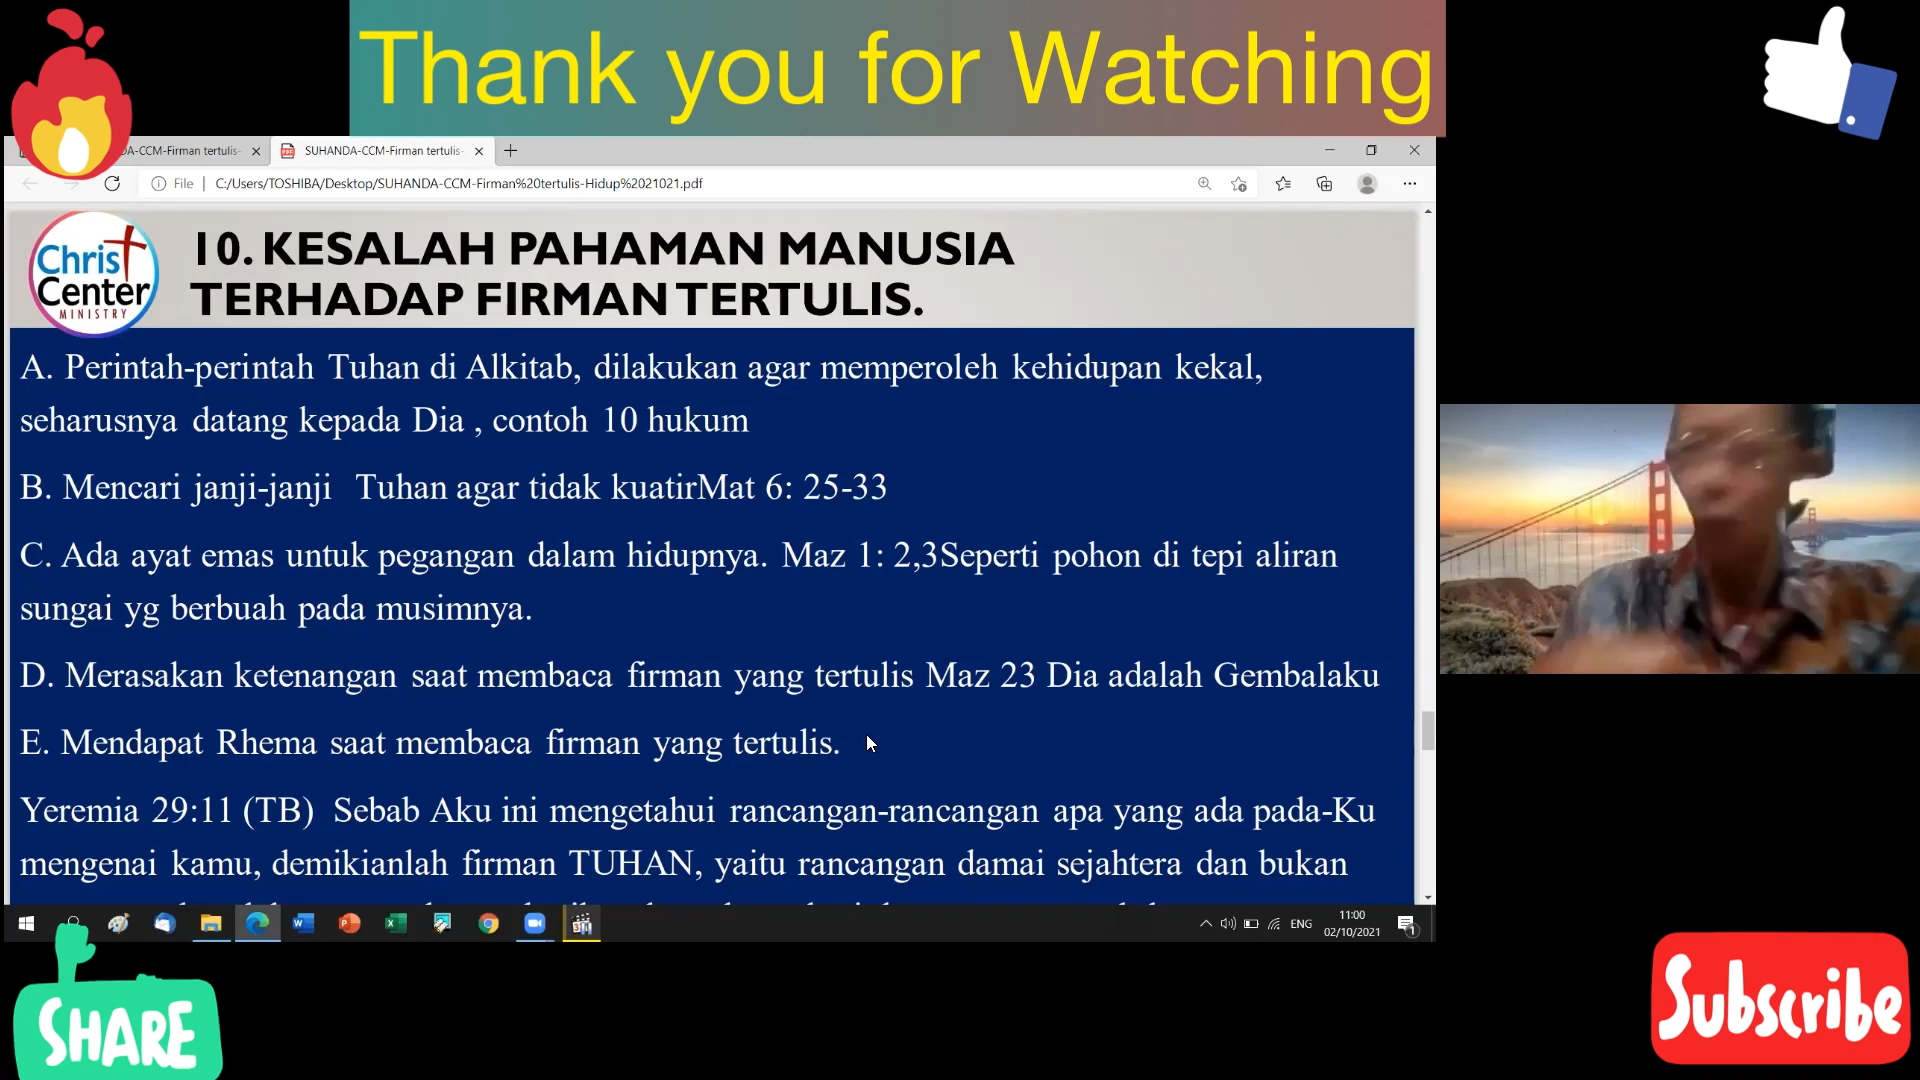 Thank you for Watching
DA-CCM-Firman tertulis-
SUHANDA-CCM-Firman tertulis-
File
C:/Users/TOSHIBA/Desktop/SUHANDA-CCM-Firman%20tertulis-Hidup%2021021.pdf
Christ
Center
MINISTRY
10. KESALAH PAHAMAN MANUSIA
TERHADAP FIRMAN TERTULIS.
A. Perintah-perintah Tuhan di Alkitab, dilakukan agar memperoleh kehidupan kekal,
seharusnya datang kepada Dia , contoh 10 hukum
B. Mencari janji-janji Tuhan agar tidak kuatirMat 6: 25-33
C. Ada ayat emas untuk pegangan dalam hidupnya. Maz 1: 2,3Seperti pohon di tepi aliran
sungai yg berbuah pada musimnya.
D. Merasakan ketenangan saat membaca firman yang tertulis Maz 23 Dia adalah Gembalaku
E. Mendapat Rhema saat membaca firman yang tertulis.
Yeremia 29:11 (TB) Sebab Aku ini mengetahui rancangan-rancangan apa yang ada pada-Ku
mengenai kamu, demikianlah firman TUHAN, yaitu rancangan damai sejahtera dan bukan
ENG
11:00
02/10/2021
1
SHARE
Subscribe